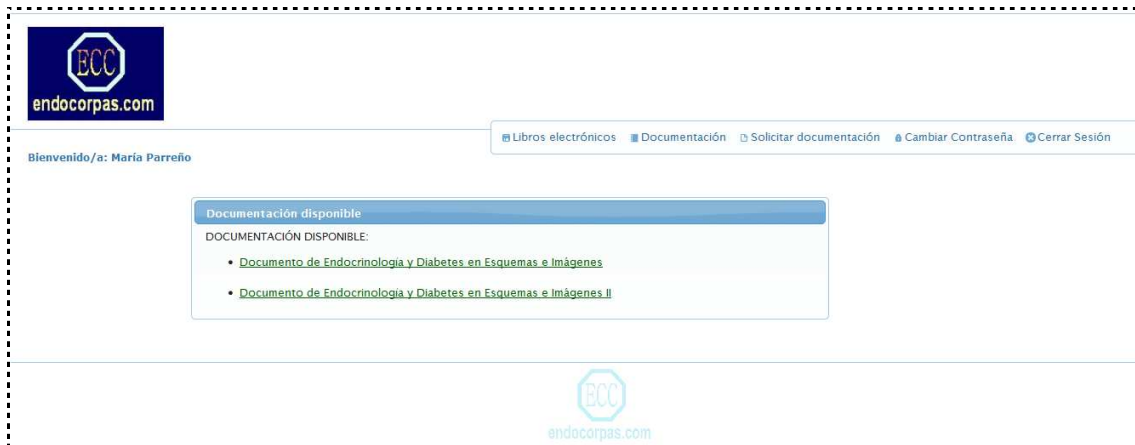 ECC
endocorpas.com
Libros electrónicos Documentación Solicitar documentación Cambiar Contraseña Cerrar Sesión
Bienvenido/a: María Parreño
Documentación disponible
DOCUMENTACIÓN DISPONIBLE:
• Documento de Endocrinología y Diabetes en Esquemas e Imágenes
• Documento de Endocrinología y Diabetes en Esquemas e Imágenes II
ECC
endocorpas.com